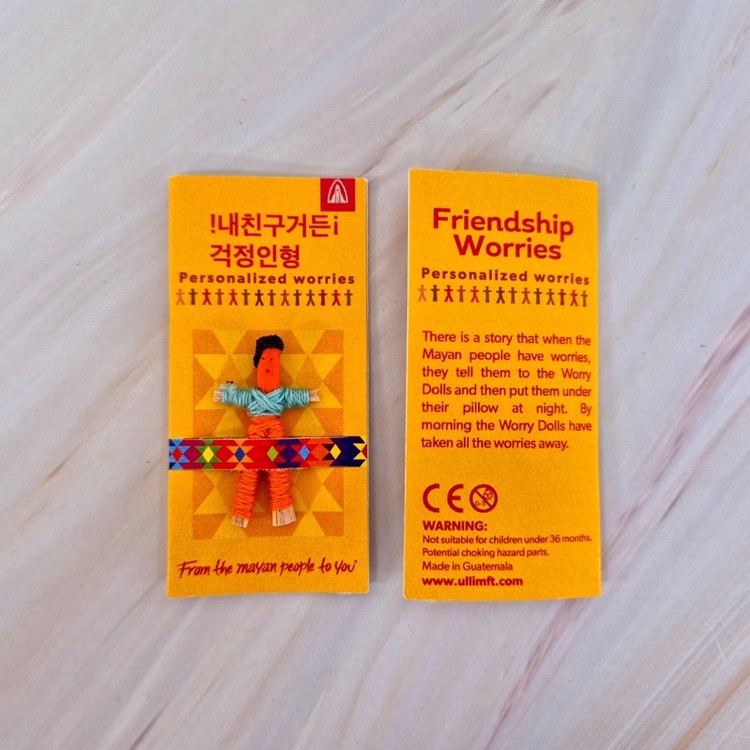 !내친구거든¡
걱정인형
Personalized worries
From the mayan people to you
Friendship
Worries
Personalized worries
There is a story that when the
Mayan people have worries,
they tell them to the Worry
Dolls and then put them under
their pillow at night. By
morning the Worry Dolls have
taken all the worries away.
CE 0-3
WARNING:
Not suitable for children under 36 months.
Potential choking hazard parts.
Made in Guatemala
www.ullimft.com